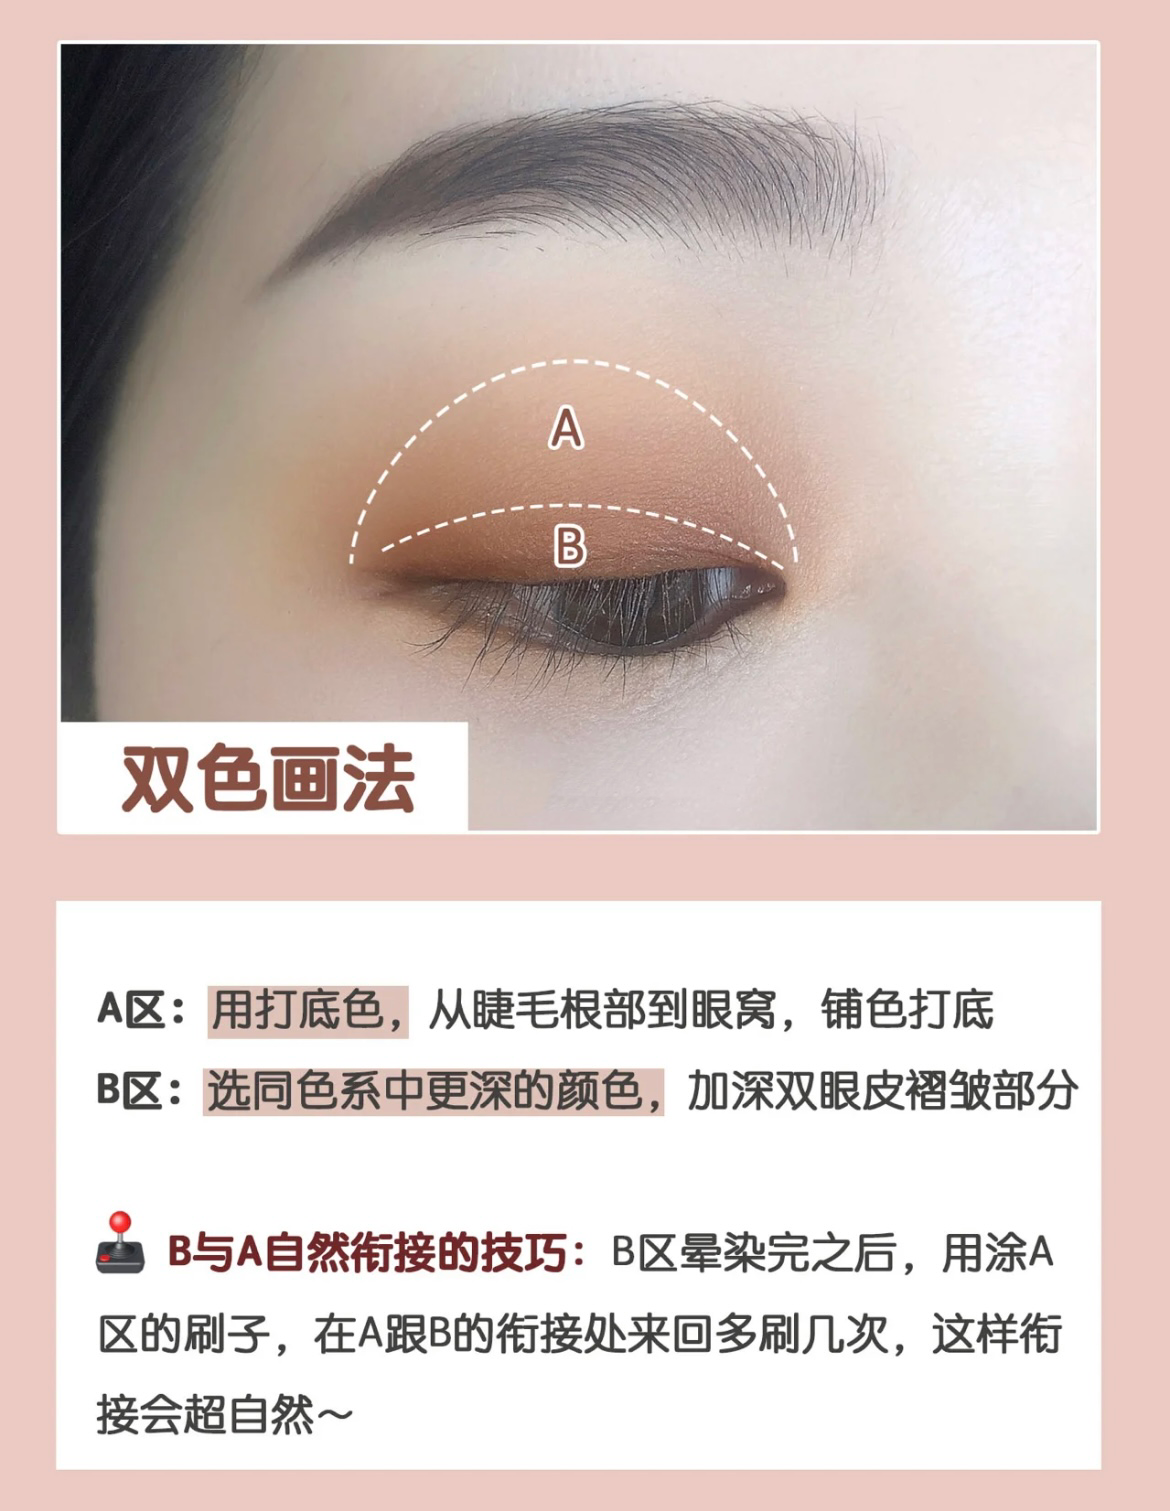 A
B
双色画法
A区：用打底色，从睫毛根部到眼窝，铺色打底
B区：选同色系中更深的颜色，加深双眼皮褶皱部分
B与A自然衔接的技巧：B区晕染完之后，用涂A
区的刷子，在A跟B的衔接处来回多刷几次，这样衔
接会超自然～